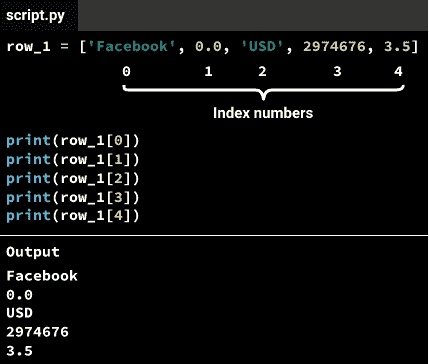 script.py
row_1 = ['Facebook', 0.0, 'USD', 2974676, 3.5]
0 1 2 3 4
Index numbers
print(row_1[0])
print(row_1[1])
print(row_1[2])
print(row_1[3])
print(row_1[4])
Output
Facebook
0.0
USD
2974676
3.5